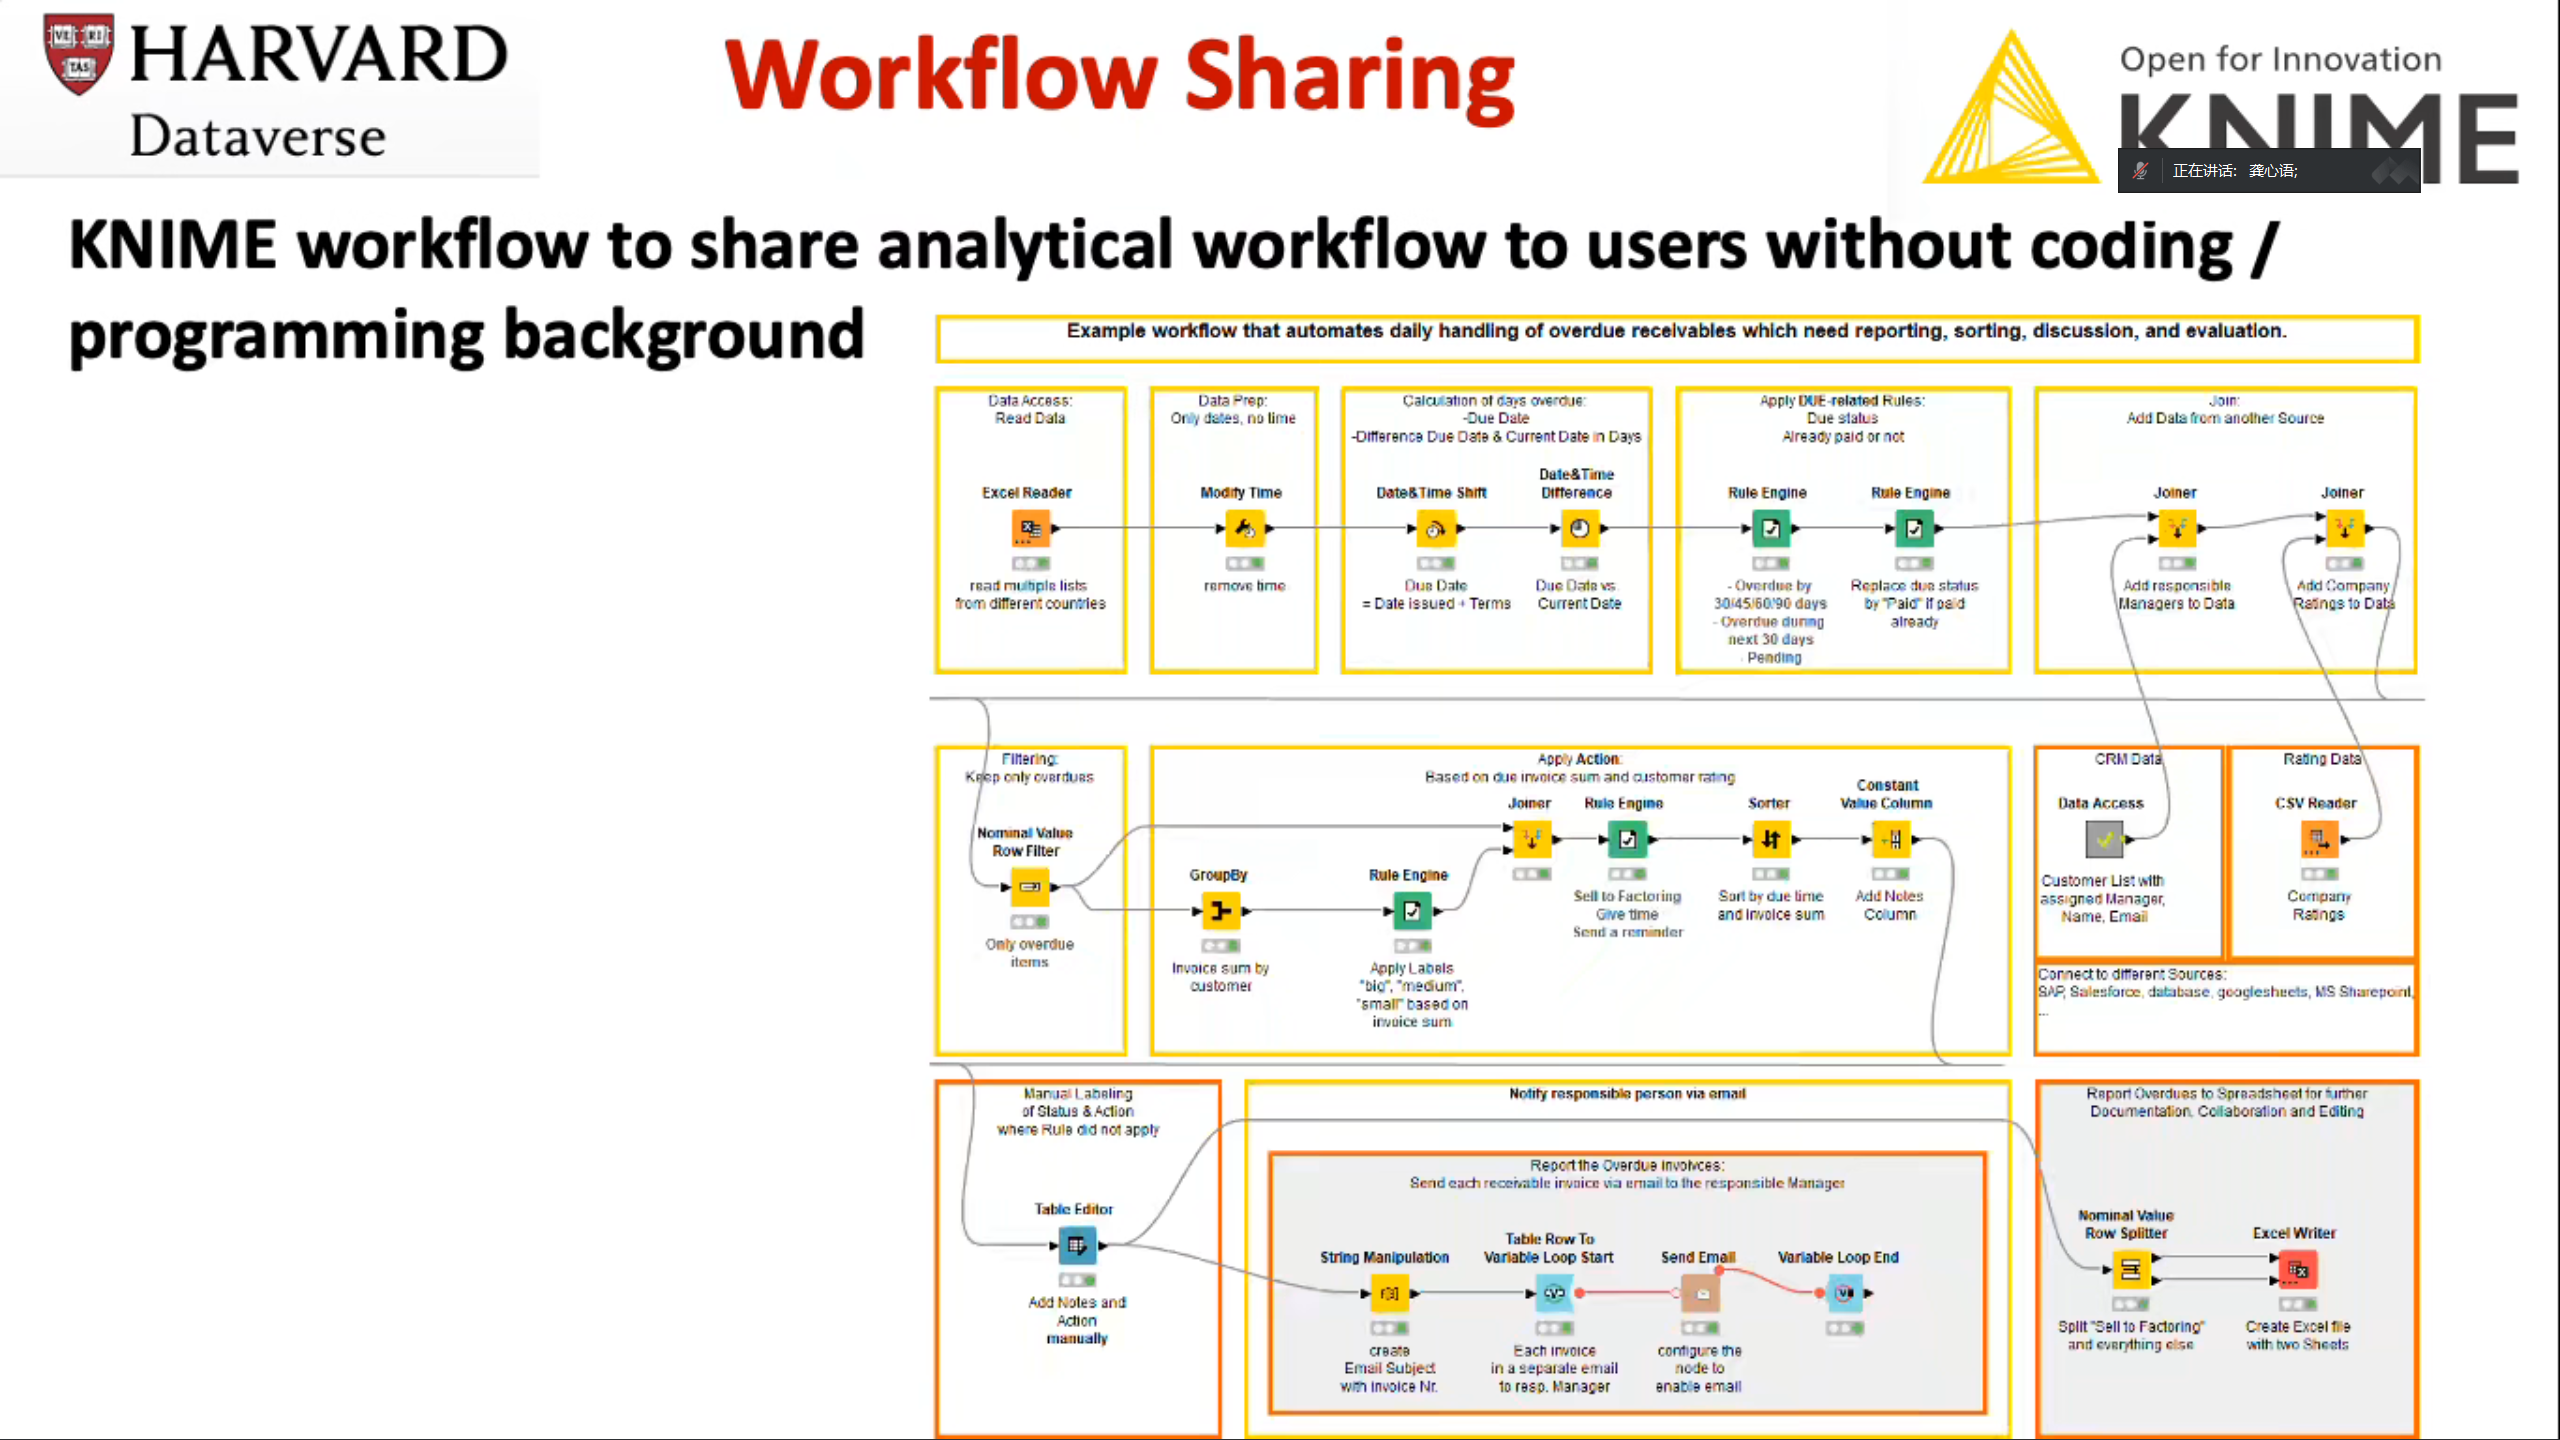 VE RI
TAS
HARVARD
Dataverse
Workflow Sharing
Open for Innovation
KNIME
正在讲话: 龚心语;
KNIME workflow to share analytical workflow to users without coding /
programming background
Example workflow that automates daily handling of overdue receivables which need reporting, sorting, discussion, and evaluation.
Data Access:
Read Data
Excel Reader
read multiple lists
from different countries
Data Prep:
Only dates, no time
Modify Time
remove time
Calculation of days overdue:
-Due Date
-Difference Due Date & Current Date in Days
Date&Time Shift
Due Date
= Date issued + Terms
Date&Time
Difference
Due Date vs.
Current Date
Apply DUE-related Rules:
Due status
Already paid or not
Rule Engine
- Overdue by
30/45/60/90 days
- Overdue during
next 30 days
- Pending
Rule Engine
Replace due status
by "Paid" if paid
already
Join:
Add Data from another Source
Joiner
Add responsible
Managers to Data
Joiner
Add Company
Ratings to Data
Filtering:
Keep only overdues
Nominal Value
Row Filter
Only overdue
items
Apply Action:
Based on due invoice sum and customer rating
GroupBy
Invoice sum by
customer
Rule Engine
Apply Labels
"big", "medium",
"small" based on
invoice sum
Joiner
Rule Engine
Sell to Factoring
Give time
Send a reminder
Sorter
Sort by due time
and invoice sum
Constant
Value Column
Add Notes
Column
CRM Data
Data Access
Customer List with
assigned Manager,
Name, Email
Rating Data
CSV Reader
Company
Ratings
Connect to different Sources:
SAP, Salesforce, database, googlesheets, MS Sharepoint,
...
Manual Labeling
of Status & Action
where Rule did not apply
Table Editor
Add Notes and
Action
manually
Notify responsible person via email
Report the Overdue involvces:
Send each receivable invoice via email to the responsible Manager
String Manipulation
create
Email Subject
with invoice Nr.
Table Row To
Variable Loop Start
Each invoice
in a separate email
to resp. Manager
Send Email
configure the
node to
enable email
Variable Loop End
Report Overdues to Spreadsheet for further
Documentation, Collaboration and Editing
Nominal Value
Row Splitter
Split "Sell to Factoring"
and everything else
Excel Writer
Create Excel file
with two Sheets